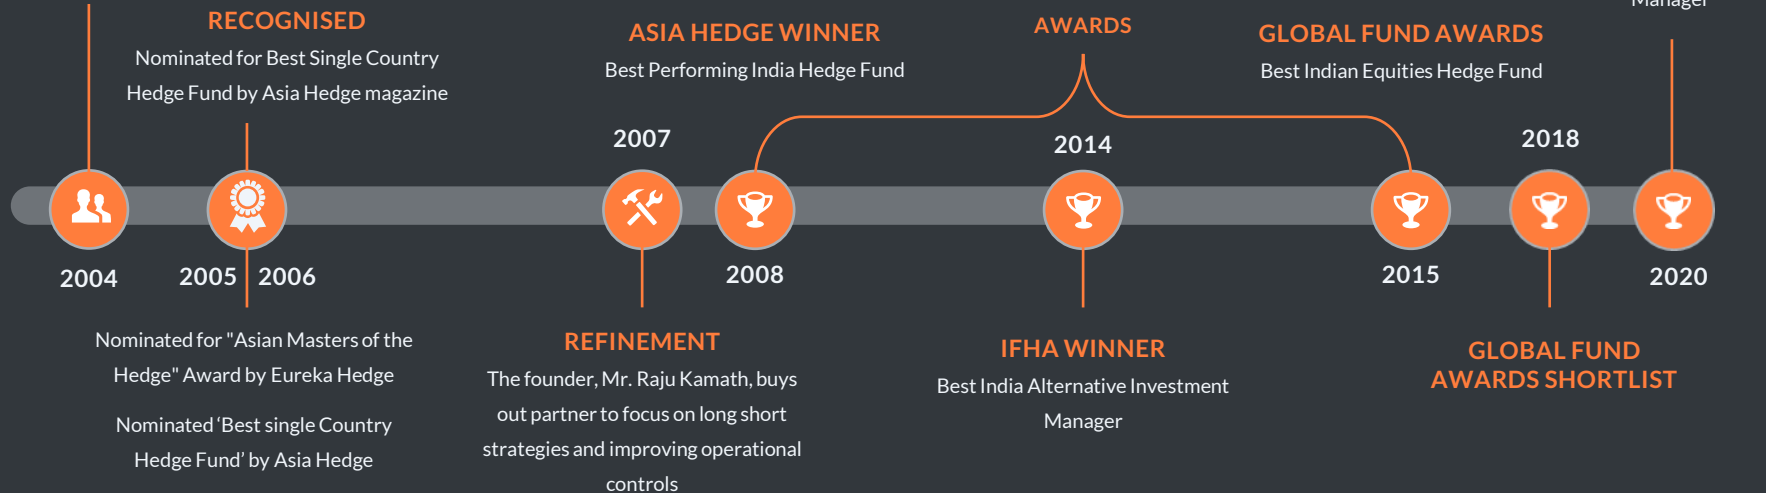 Manager
RECOGNISED
Nominated for Best Single Country
Hedge Fund by Asia Hedge magazine
ASIA HEDGE WINNER
Best Performing India Hedge Fund
AWARDS
GLOBAL FUND AWARDS
Best Indian Equities Hedge Fund
2007
2014
2018
2004
2005
2006
2008
2015
2020
Nominated for "Asian Masters of the
Hedge" Award by Eureka Hedge
Nominated ‘Best single Country
Hedge Fund’ by Asia Hedge
REFINEMENT
The founder, Mr. Raju Kamath, buys
out partner to focus on long short
strategies and improving operational
controls
IFHA WINNER
Best India Alternative Investment
Manager
GLOBAL FUND
AWARDS SHORTLIST